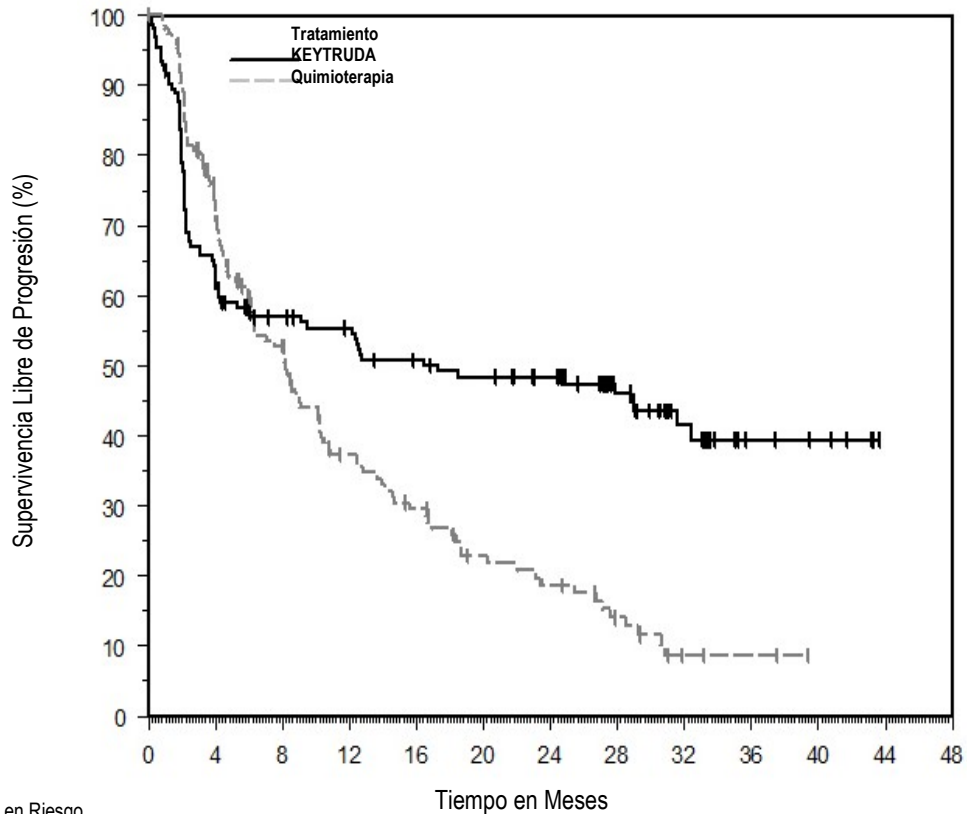 Tratamiento
KEYTRUDA
Quimioterapia
Supervivencia Libre de Progresión (%)
100
90
80
70
60
50
40
30
20
10
0
0 4 8 12 16 20 24 28 32 36 40 44 48
Tiempo en Meses
en Riesgo